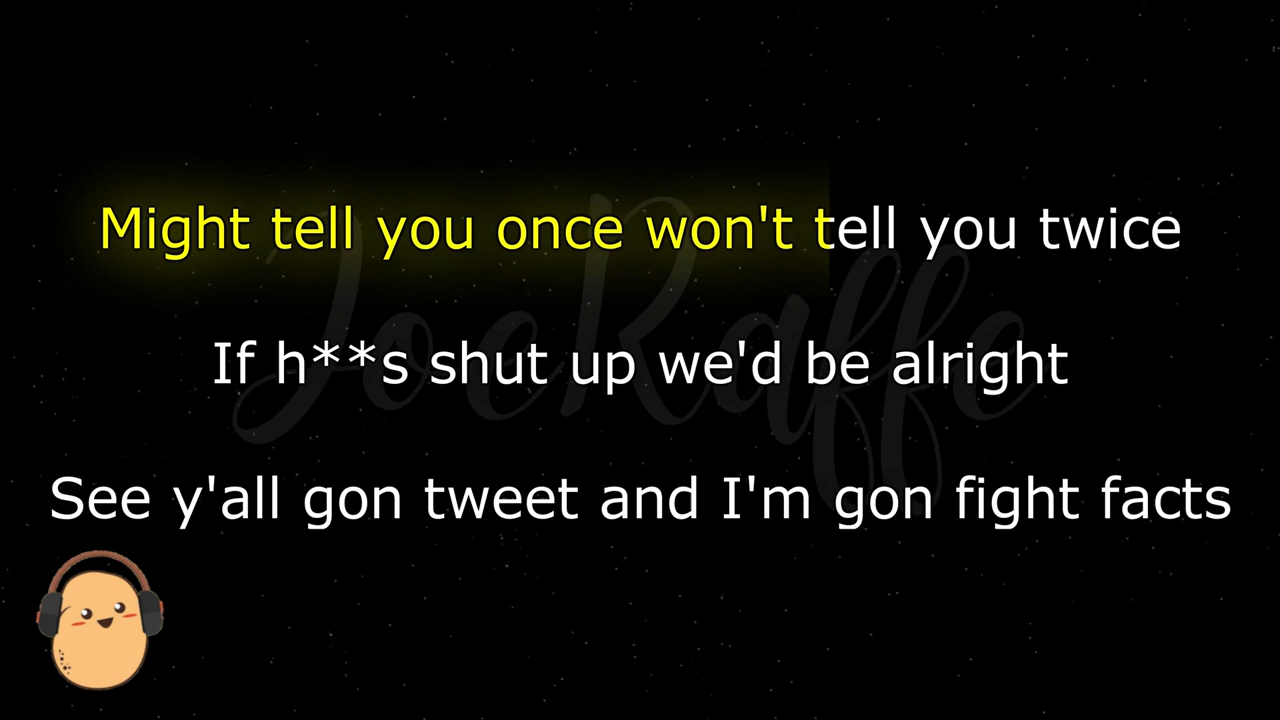 Might tell you once won't tell you twice
If h**s shut up we'd be alright
See y'all gon tweet and I'm gon fight facts
JoeRaffe